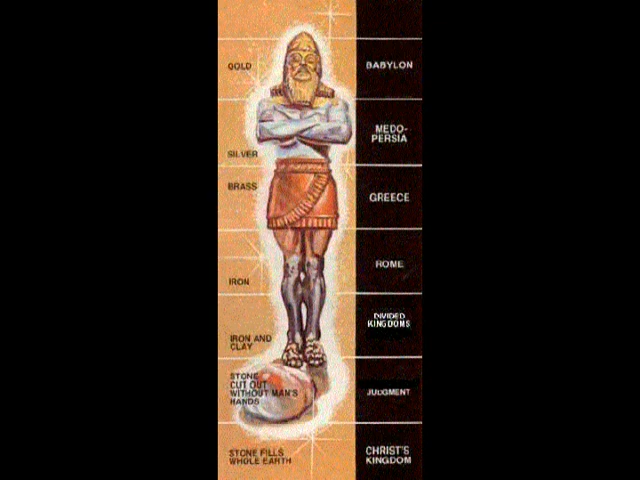 GOLD
BABYLON
MEDO-
PERSIA
SILVER
BRASS
GREECE
ROME
IRON
DIVIDED
KINGDOMS
IRON AND
CLAY
STONE
CUT OUT
WITHOUT MAN'S
HANDS
JUDGMENT
STONE FILLS
WHOLE EARTH
CHRIST'S
KINGDOM